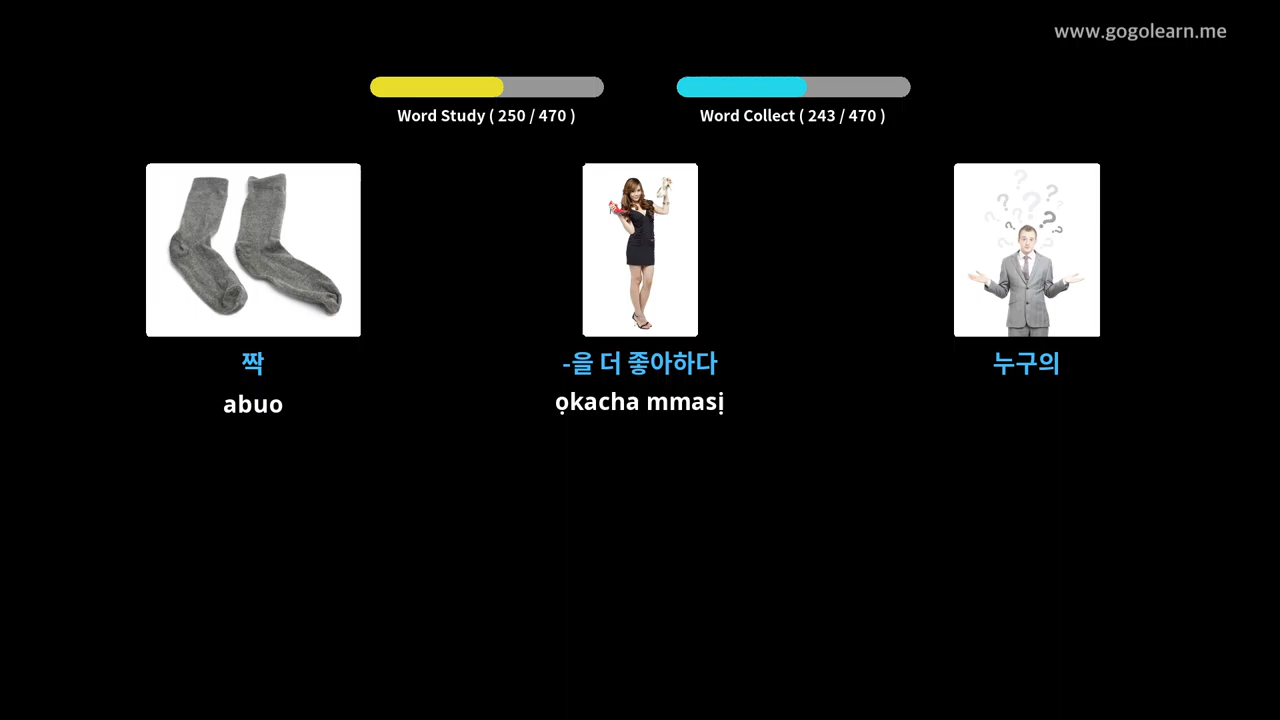 www.gogolearn.me
Word Study ( 250 / 470 )
Word Collect ( 243 / 470 )
짝
-을 더 좋아하다
누구의
abuo
ọkacha mmasị